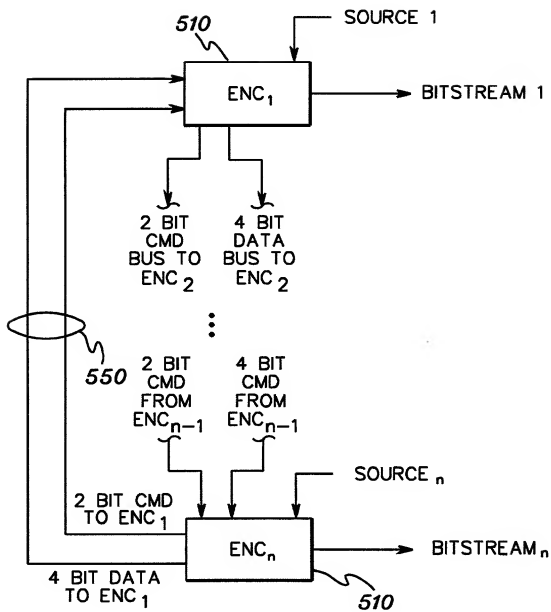 510
SOURCE 1
ENC1
BITSTREAM 1
2 BIT
CMD
BUS TO
ENC2
4 BIT
DATA
BUS TO
ENC2
550
2 BIT
CMD
FROM
ENCn-1
4 BIT
CMD
FROM
ENCn-1
SOURCEn
2 BIT CMD
TO ENC1
ENCn
BITSTREAMn
4 BIT DATA
TO ENC1
510